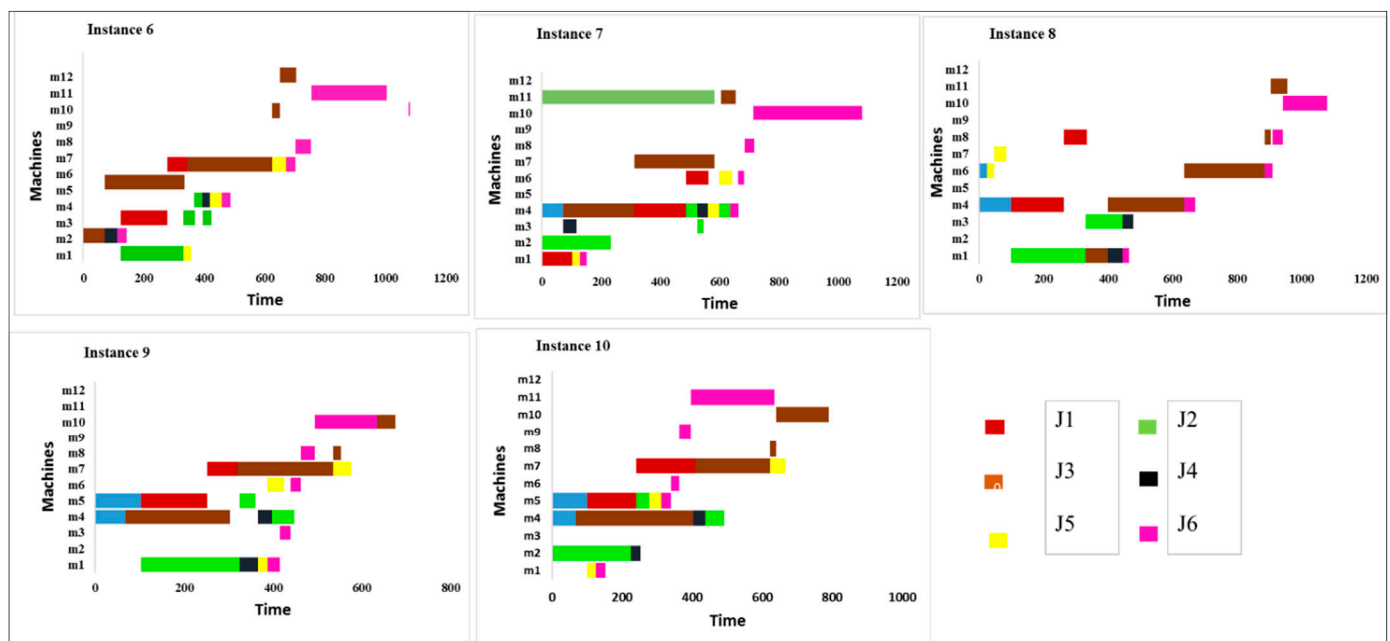 Instance 6
Machines
m12
m11
m10
m9
m8
m7
m6
m5
m4
m3
m2
m1
0 200 400 600 800 1000 1200
Time
Instance 7
Machines
m12
m11
m10
m9
m8
m7
m6
m5
m4
m3
m2
m1
0 200 400 600 800 1000 1200
Time
Instance 8
Machines
m12
m11
m10
m9
m8
m7
m6
m5
m4
m3
m2
m1
0 200 400 600 800 1000 1200
Time
Instance 9
Machines
m12
m11
m10
m9
m8
m7
m6
m5
m4
m3
m2
m1
0 200 400 600 800
Time
Instance 10
Machines
m12
m11
m10
m9
m8
m7
m6
m5
m4
m3
m2
m1
0 200 400 600 800 1000
Time
J1 J2
J3 J4
J5 J6